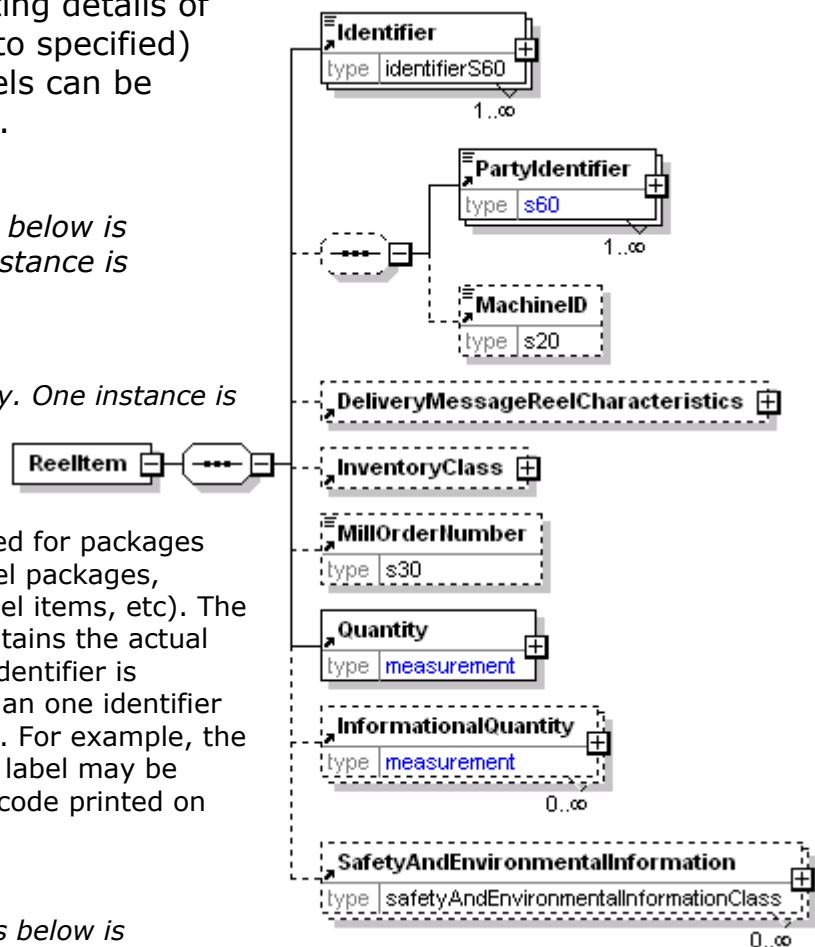 ting details of
to specified)
els can be
.
below is
stance is
y. One instance is
ed for packages
el packages,
el items, etc). The
tains the actual
dentifier is
an one identifier
. For example, the
label may be
code printed on
s below is
ReelItem
Identifier
type identifierS60
1..∞
PartyIdentifier
type s60
1..∞
MachineID
type s20
DeliveryMessageReelCharacteristics
InventoryClass
MillOrderNumber
type s30
Quantity
type measurement
InformationalQuantity
type measurement
0..∞
SafetyAndEnvironmentalInformation
type safetyAndEnvironmentalInformationClass
0..∞